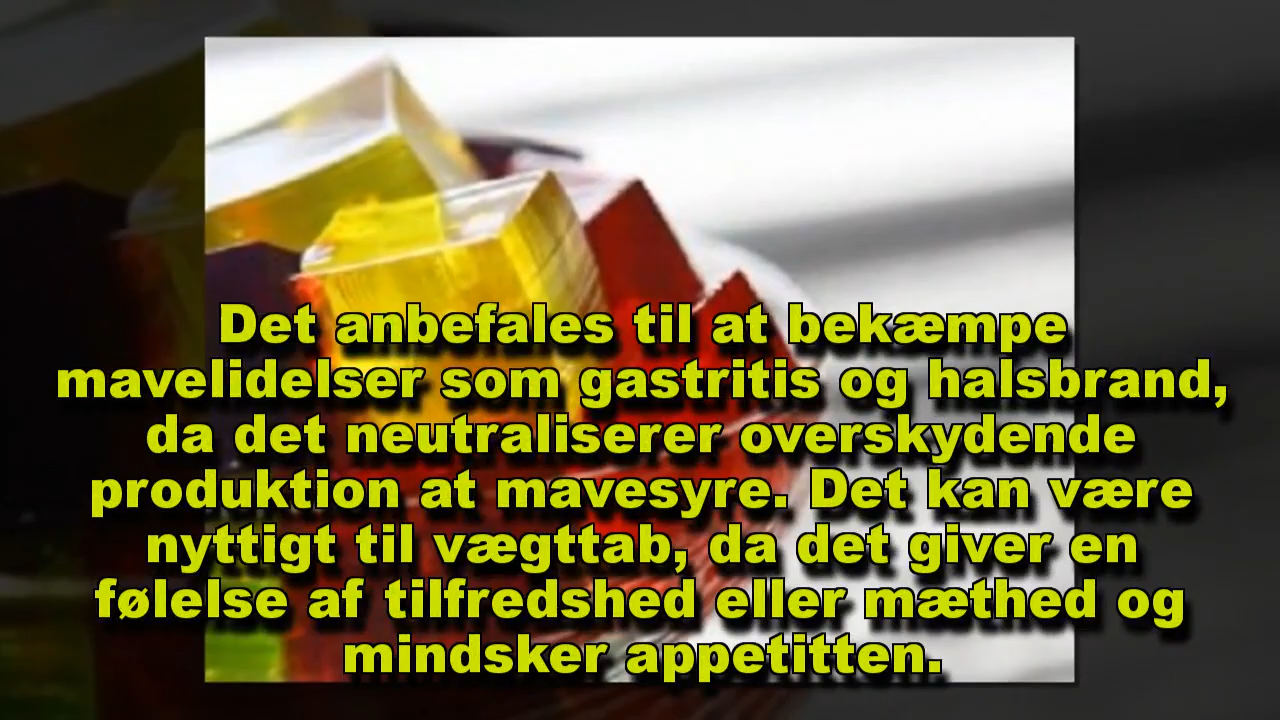 Det anbefales til at bekæmpe
mavelidelser som gastritis og halsbrand,
da det neutraliserer overskydende
produktion at mavesyre. Det kan være
nyttigt til vægttab, da det giver en
følelse af tilfredshed eller mæthed og
mindsker appetitten.